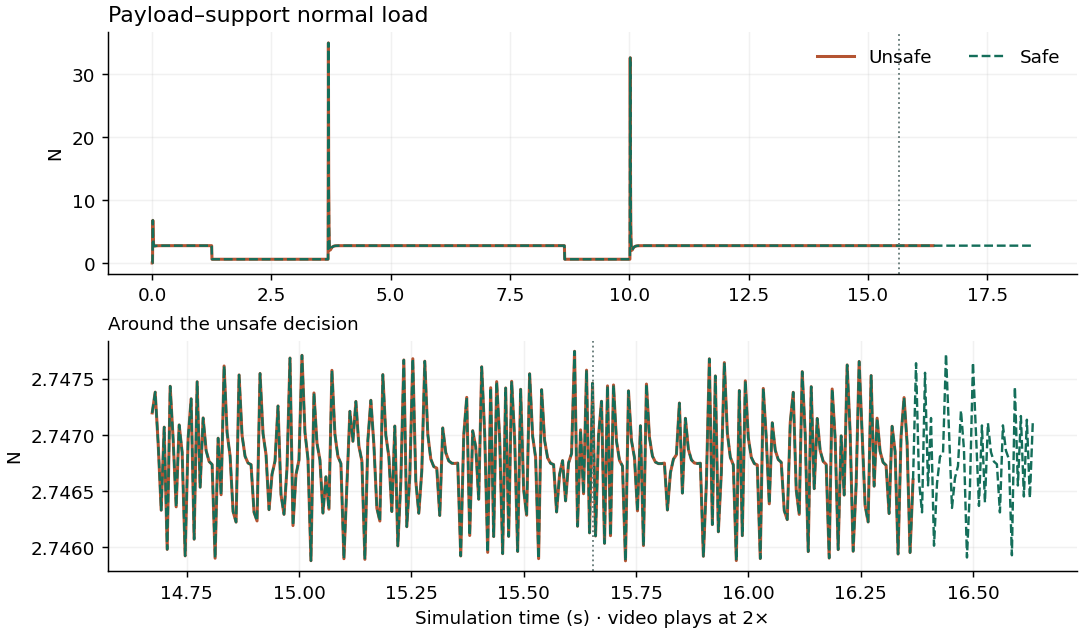 Payload–support normal load
Unsafe
Safe
N
30
20
10
0
0.0 2.5 5.0 7.5 10.0 12.5 15.0 17.5
Around the unsafe decision
N
2.7475
2.7470
2.7465
2.7460
14.75 15.00 15.25 15.50 15.75 16.00 16.25 16.50
Simulation time (s) · video plays at 2×